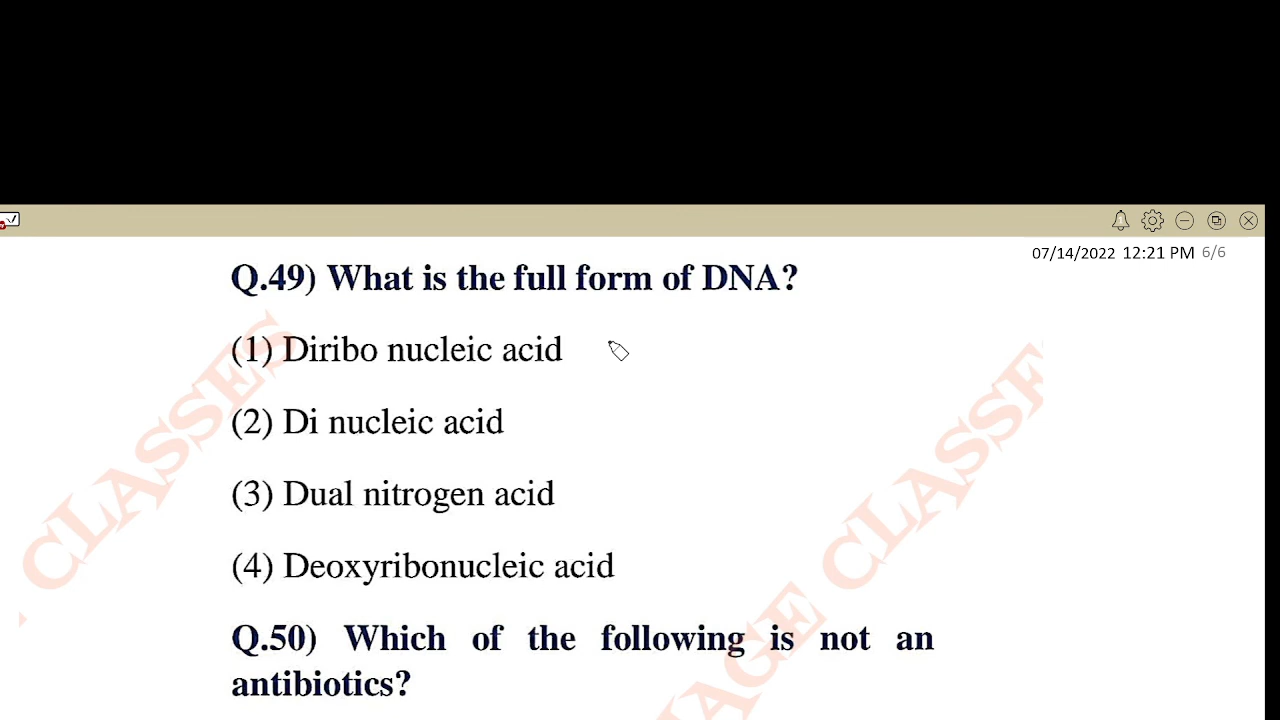 07/14/2022 12:21 PM 6/6
Q.49) What is the full form of DNA?
(1) Diribo nucleic acid
(2) Di nucleic acid
(3) Dual nitrogen acid
(4) Deoxyribonucleic acid
Q.50) Which of the following is not an
antibiotics?
CLASSES
CLASSE